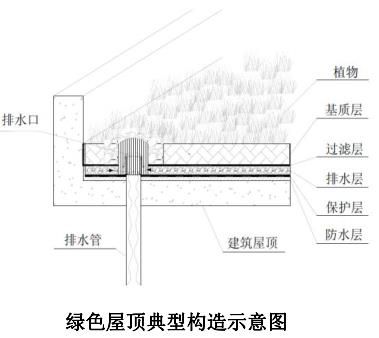 植物
基质层
排水口
过滤层
排水层
保护层
防水层
排水管
建筑屋顶
绿色屋顶典型构造示意图